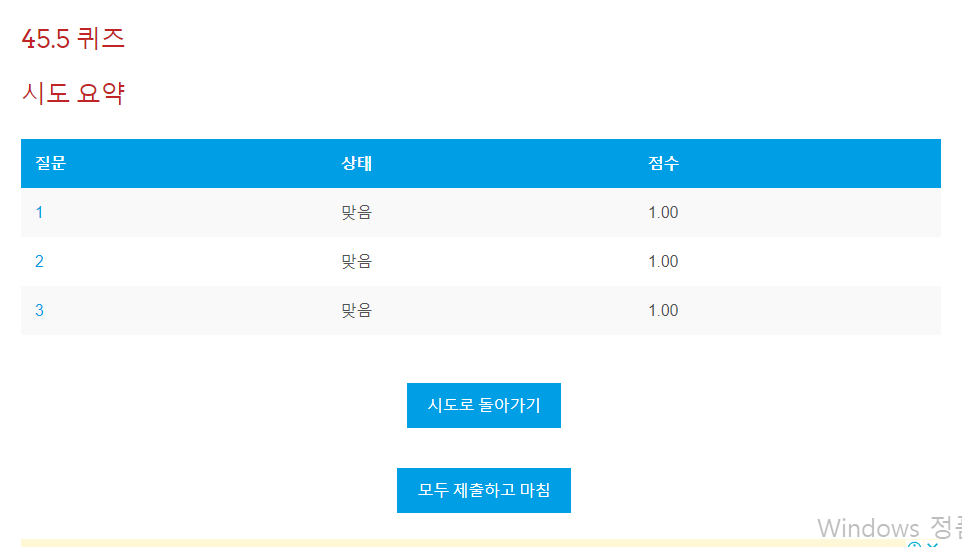 45.5 퀴즈
시도 요약
질문 상태 점수
1 맞음 1.00
2 맞음 1.00
3 맞음 1.00
시도로 돌아가기
모두 제출하고 마침
Windows 정품